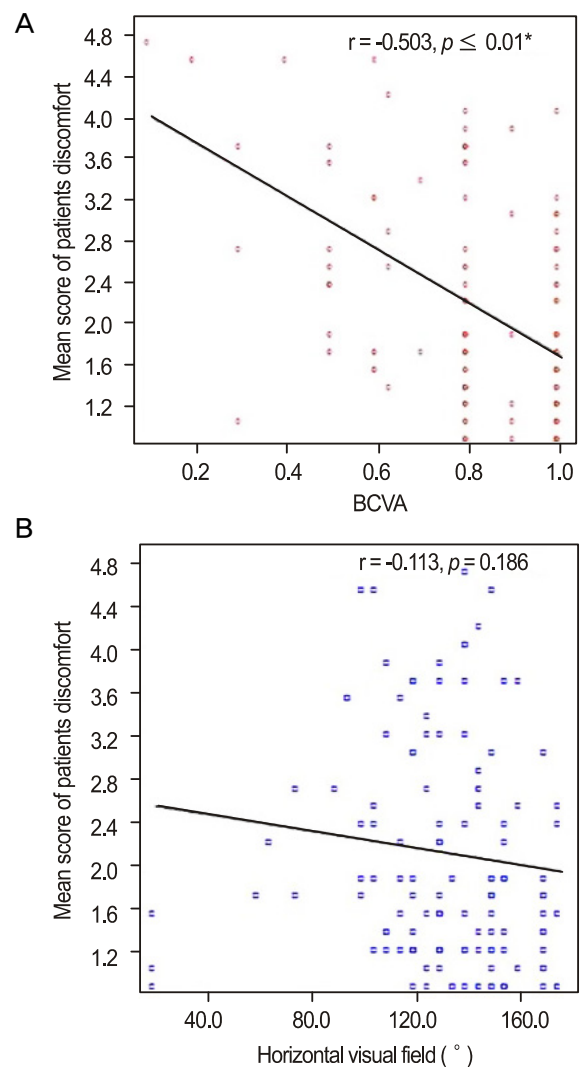 A
r = -0.503, p ≤ 0.01*
Mean score of patients discomfort
4.8
4.4
4.0
3.6
3.2
2.8
2.4
2.0
1.6
1.2
0.2 0.4 0.6 0.8 1.0
BCVA
B
r = -0.113, p = 0.186
Mean score of patients discomfort
4.8
4.4
4.0
3.6
3.2
2.8
2.4
2.0
1.6
1.2
40.0 80.0 120.0 160.0
Horizontal visual field ( ° )